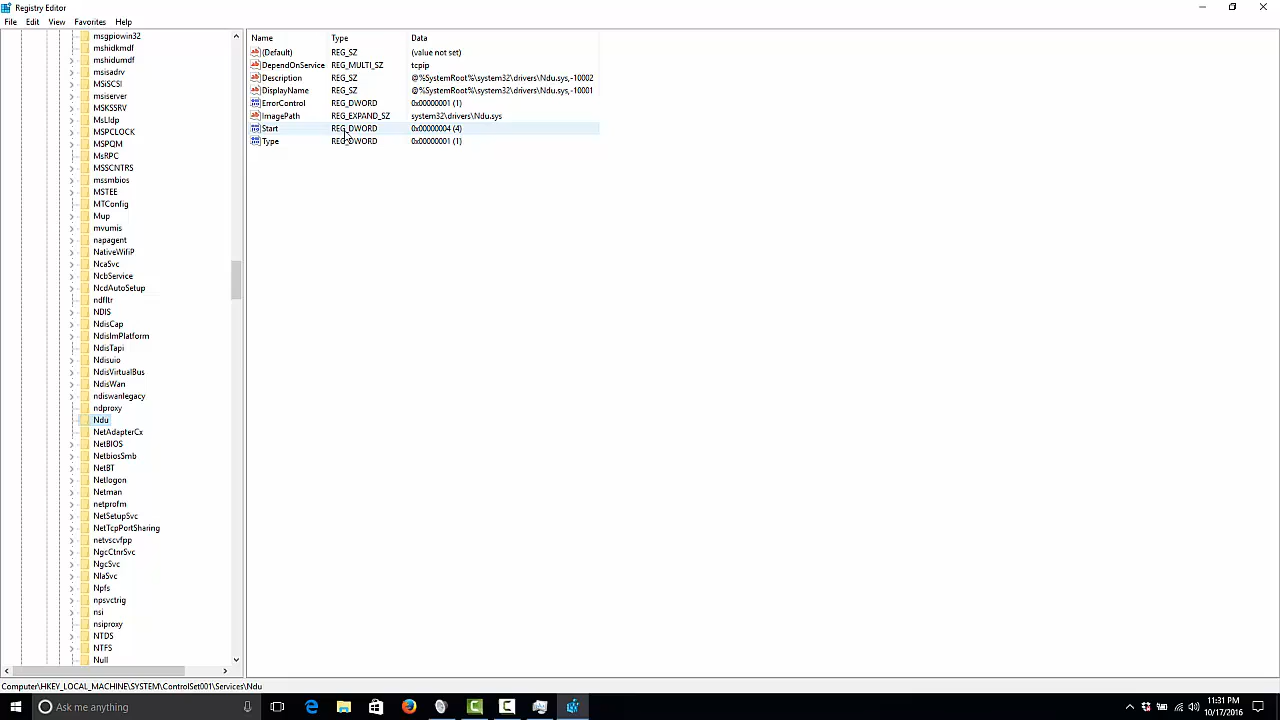 Registry Editor
File Edit View Favorites Help
msgpiowin32
mshidkmdf
mshidumdf
msisadrv
MSiSCSI
msiserver
MSKSSRV
MsLldp
MSPCLOCK
MSPQM
MsRPC
MSSCNTRS
mssmbios
MSTEE
MTConfig
Mup
mvumis
napagent
NativeWifiP
NcaSvc
NcbService
NcdAutoSetup
ndfltr
NDIS
NdisCap
NdisImPlatform
NdisTapi
Ndisuio
NdisVirtualBus
NdisWan
ndiswanlegacy
ndproxy
Ndu
NetAdapterCx
NetBIOS
NetbiosSmb
NetBT
Netlogon
Netman
netprofm
NetSetupSvc
NetTcpPortSharing
netvscvfpp
NgcCtnrSvc
NgcSvc
NlaSvc
Npfs
npsvctrig
nsi
nsiproxy
NTDS
NTFS
Null
Name Type Data
(Default) REG_SZ (value not set)
DependOnService REG_MULTI_SZ tcpip
Description REG_SZ @%SystemRoot%\system32\drivers\Ndu.sys,-10002
DisplayName REG_SZ @%SystemRoot%\system32\drivers\Ndu.sys,-10001
ErrorControl REG_DWORD 0x00000001 (1)
ImagePath REG_EXPAND_SZ system32\drivers\Ndu.sys
Start REG_DWORD 0x00000004 (4)
Type REG_DWORD 0x00000001 (1)
Computer\HKEY_LOCAL_MACHINE\SYSTEM\ControlSet001\Services\Ndu
Ask me anything
11:31 PM
10/17/2016